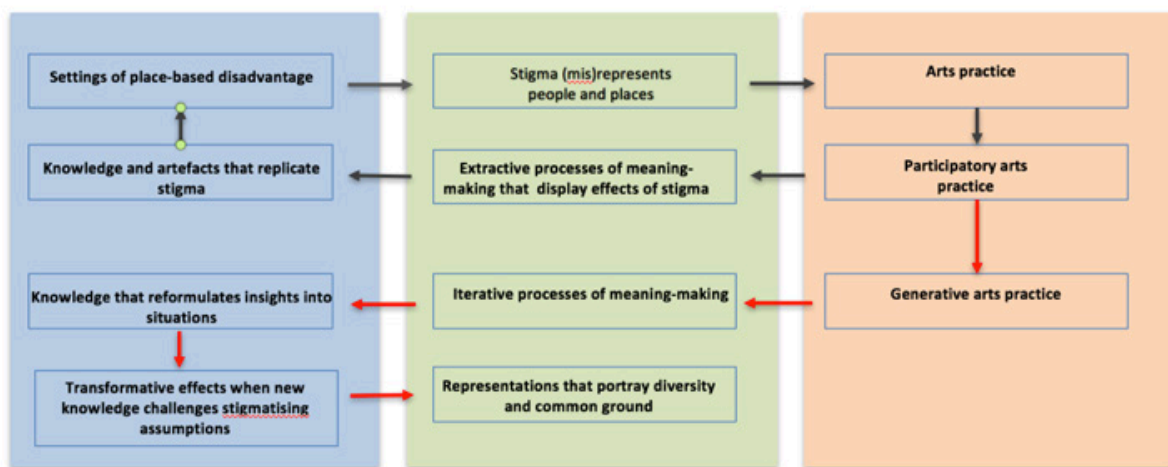 Settings of place-based disadvantage
Stigma (mis)represents
people and places
Arts practice
Knowledge and artefacts that replicate
stigma
Extractive processes of meaning-
making that display effects of stigma
Participatory arts
practice
Knowledge that reformulates insights into
situations
Iterative processes of meaning-making
Generative arts practice
Transformative effects when new
knowledge challenges stigmatising
assumptions
Representations that portray diversity
and common ground